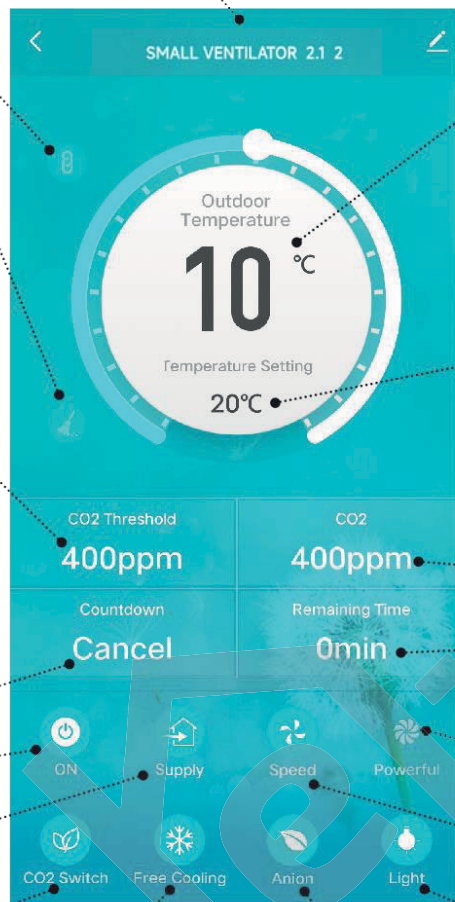 SMALL VENTILATOR 2.1 2
Outdoor
Temperature
10 °C
Temperature Setting
20°C
CO2 Threshold
CO2
400ppm
400ppm
Countdown
Remaining Time
Cancel
0min
ON
Supply
Speed
Powerful
CO2 Switch
Free Cooling
Anion
Light